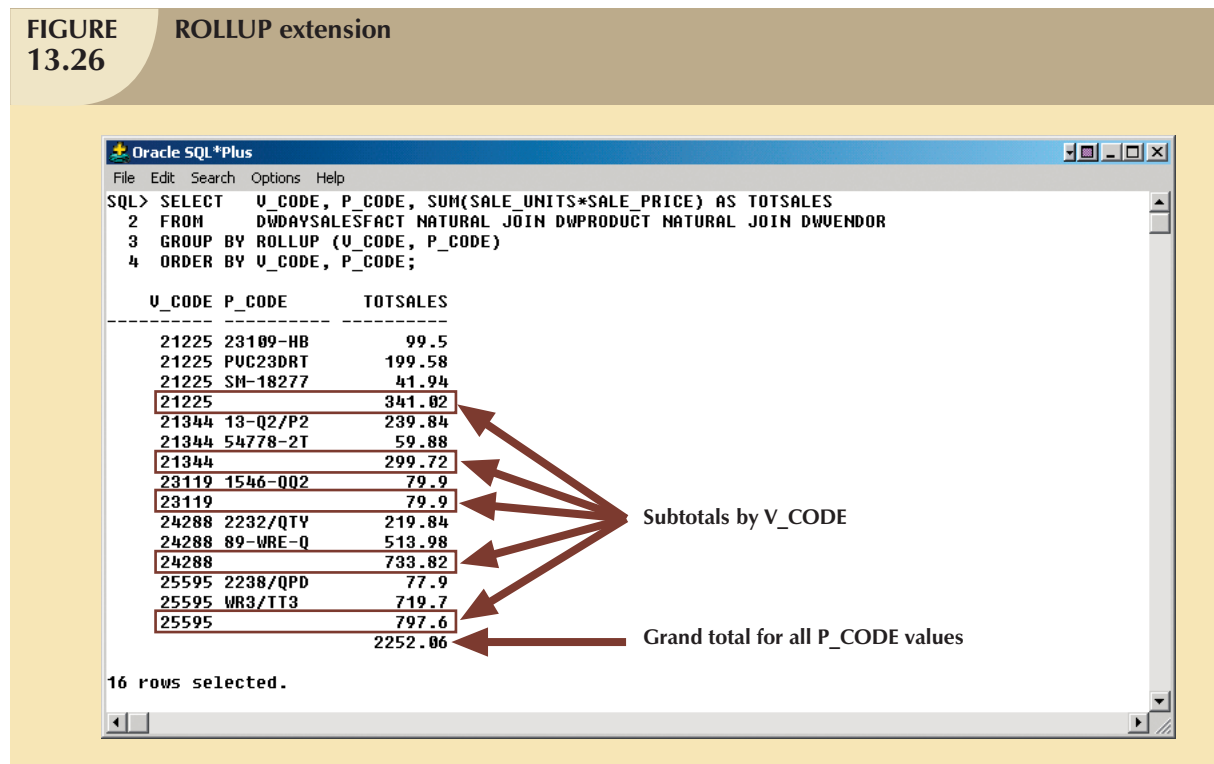 FIGURE 13.26
ROLLUP extension
Oracle SQL*Plus
File Edit Search Options Help
SQL> SELECT V_CODE, P_CODE, SUM(SALE_UNITS*SALE_PRICE) AS TOTSALES
2 FROM DWDAYSALESFACT NATURAL JOIN DWPRODUCT NATURAL JOIN DWVENDOR
3 GROUP BY ROLLUP (V_CODE, P_CODE)
4 ORDER BY V_CODE, P_CODE;
V_CODE P_CODE TOTSALES
---------- ---------- ----------
21225 23109-HB 99.5
21225 PVC23DRT 199.58
21225 SM-18277 41.94
21225 341.02
21344 13-Q2/P2 239.84
21344 54778-2T 59.88
21344 299.72
23119 1546-QQ2 79.9
23119 79.9
24288 2232/QTY 219.84
24288 89-WRE-Q 513.98
24288 733.82
25595 2238/QPD 77.9
25595 WR3/TT3 719.7
25595 797.6
2252.06
Subtotals by V_CODE
Grand total for all P_CODE values
16 rows selected.